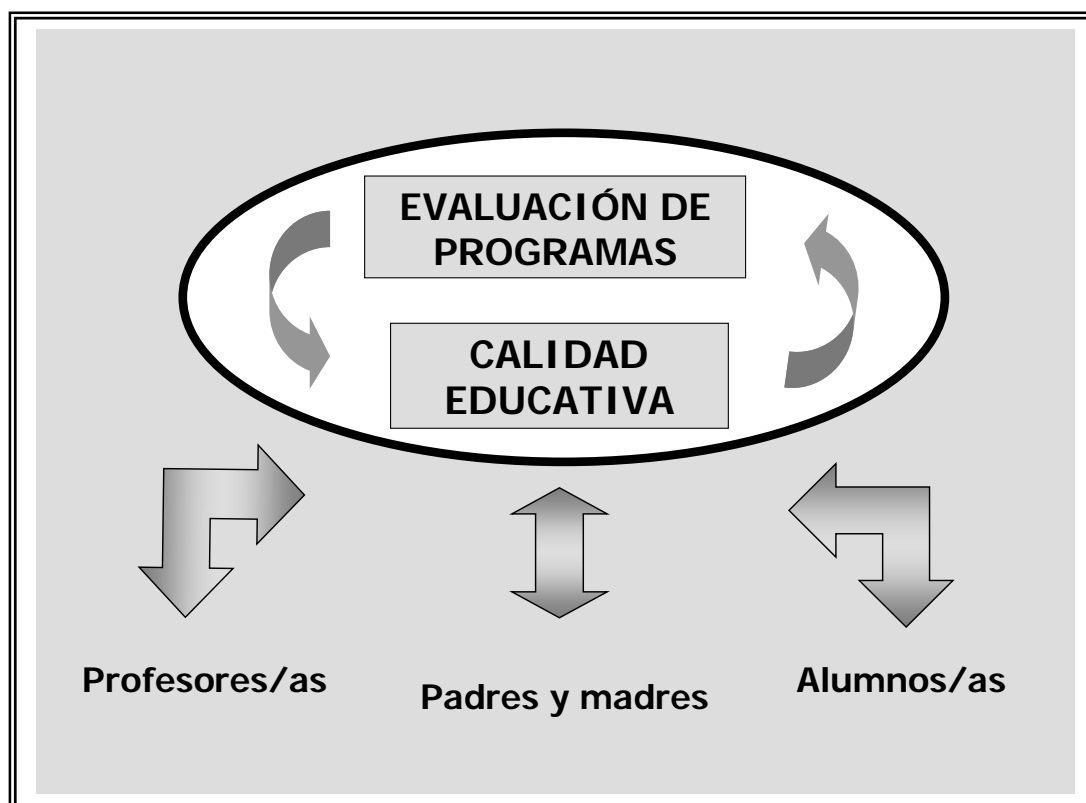 EVALUACIÓN DE
PROGRAMAS
CALIDAD
EDUCATIVA
Profesores/as
Padres y madres
Alumnos/as